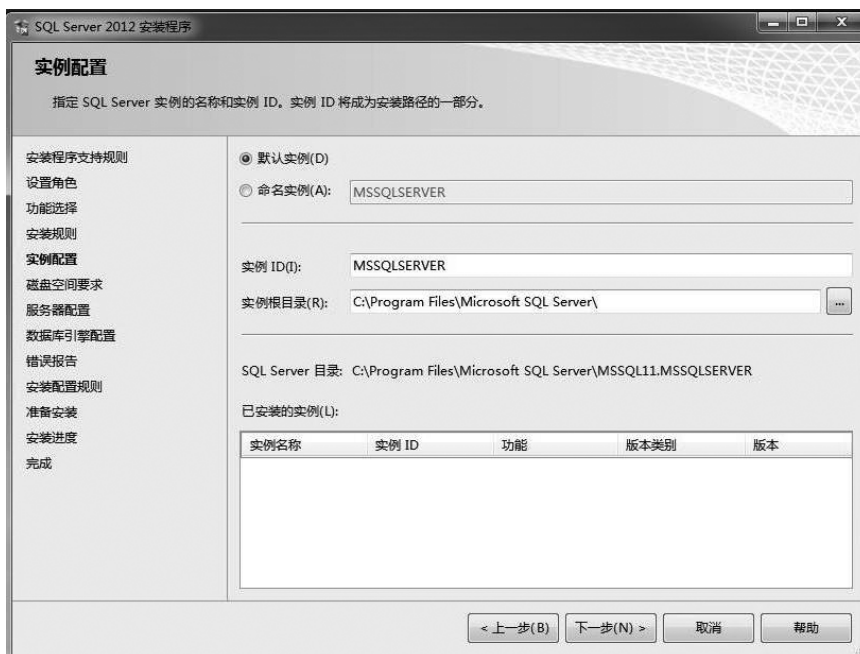 SQL Server 2012 安装程序
实例配置
指定 SQL Server 实例的名称和实例 ID。实例 ID 将成为安装路径的一部分。
安装程序支持规则
设置角色
功能选择
安装规则
实例配置
磁盘空间要求
服务器配置
数据库引擎配置
错误报告
安装配置规则
准备安装
安装进度
完成
默认实例(D)
命名实例(A): MSSQLSERVER
实例 ID(I): MSSQLSERVER
实例根目录(R): C:\Program Files\Microsoft SQL Server\ ...
SQL Server 目录: C:\Program Files\Microsoft SQL Server\MSSQL11.MSSQLSERVER
已安装的实例(L):
实例名称 实例 ID 功能 版本类别 版本
< 上一步(B) 下一步(N) > 取消 帮助